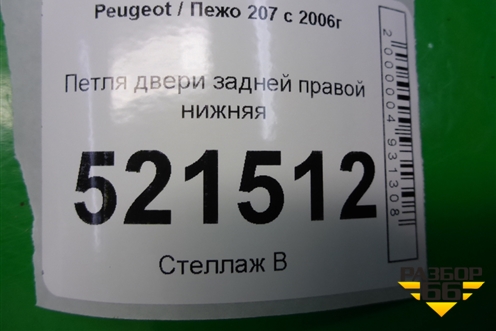 Peugeot / Пежо 207 с 2006г
Петля двери задней правой
нижняя
521512
Стеллаж В
2000004931308
РАЗБОР
66